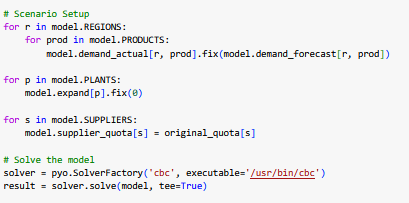 # Scenario Setup
for r in model.REGIONS:
    for prod in model.PRODUCTS:
        model.demand_actual[r, prod].fix(model.demand_forecast[r, prod])

for p in model.PLANTS:
    model.expand[p].fix(0)

for s in model.SUPPLIERS:
    model.supplier_quota[s] = original_quota[s]

# Solve the model
solver = pyo.SolverFactory('cbc', executable='/usr/bin/cbc')
result = solver.solve(model, tee=True)